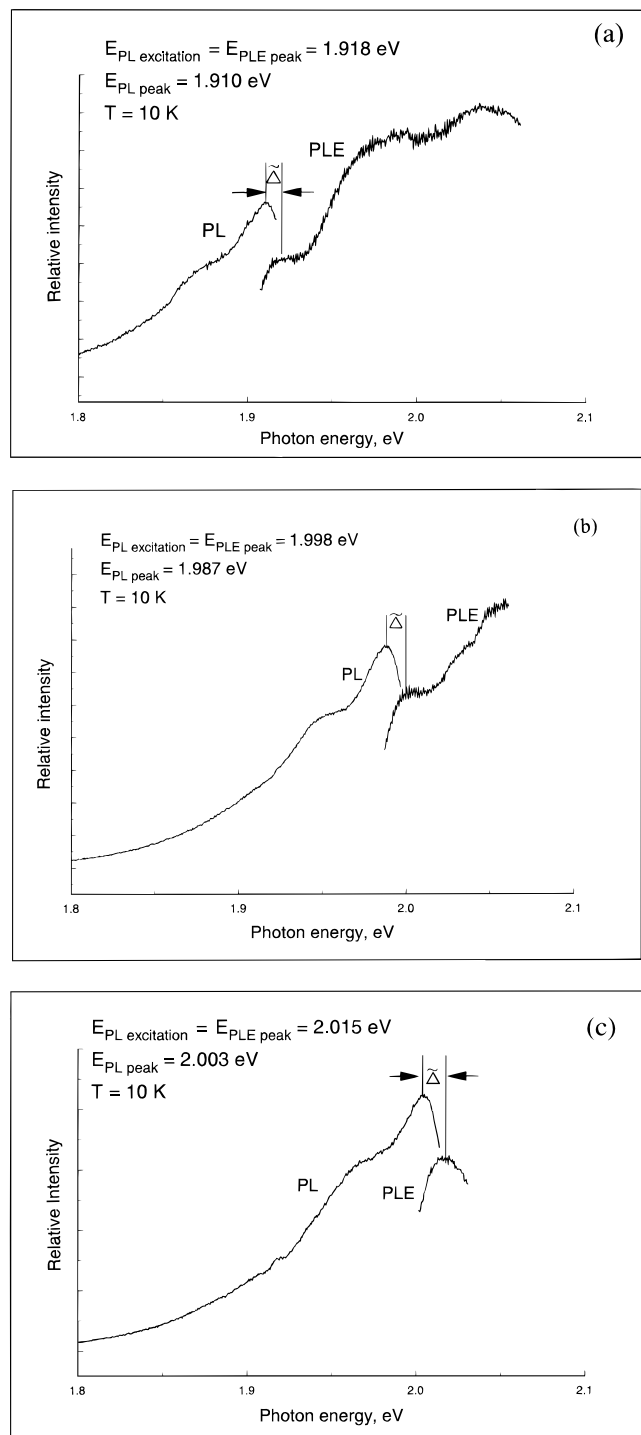 (a)
E_PL excitation = E_PLE peak = 1.918 eV
E_PL peak = 1.910 eV
T = 10 K
PLE
Δ̃
PL
Relative intensity
1.8 1.9 2.0 2.1
Photon energy, eV
(b)
E_PL excitation = E_PLE peak = 1.998 eV
E_PL peak = 1.987 eV
T = 10 K
PLE
Δ̃
PL
Relative intensity
1.8 1.9 2.0 2.1
Photon energy, eV
(c)
E_PL excitation = E_PLE peak = 2.015 eV
E_PL peak = 2.003 eV
T = 10 K
Δ̃
PL
PLE
Relative Intensity
1.8 1.9 2.0 2.1
Photon energy, eV